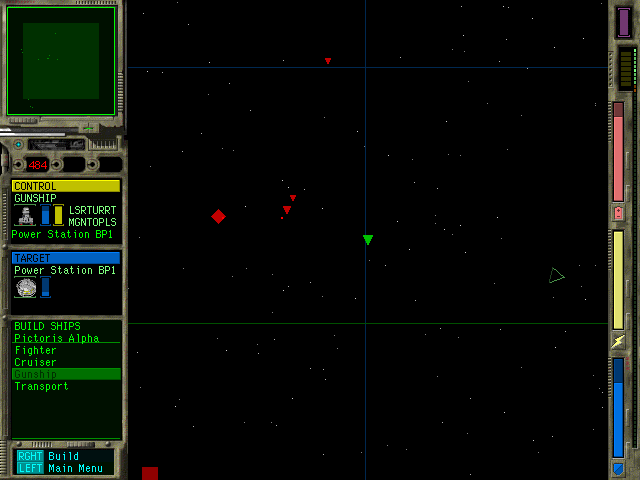 484
CONTROL
GUNSHIP
LSRTURRT
MGNTOPLS
Power Station BP1
TARGET
Power Station BP1
BUILD SHIPS
Pictoris Alpha
Fighter
Cruiser
Gunship
Transport
RGHT Build
LEFT Main Menu